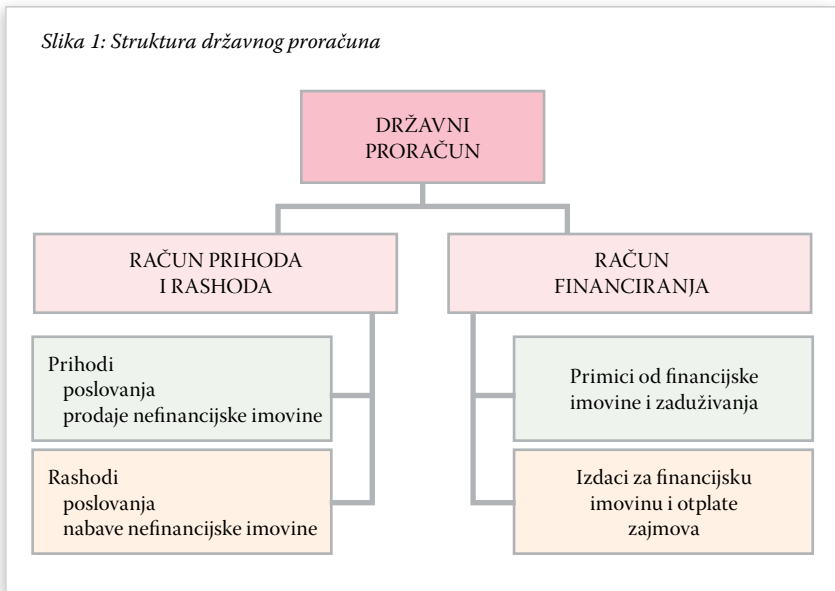 Slika 1: Struktura državnog proračuna
DRŽAVNI
PRORAČUN
RAČUN PRIHODA
I RASHODA
RAČUN
FINANCIRANJA
Prihodi
poslovanja
prodaje nefinancijske imovine
Primici od financijske
imovine i zaduživanja
Rashodi
poslovanja
nabave nefinancijske imovine
Izdaci za financijsku
imovinu i otplate
zajmova